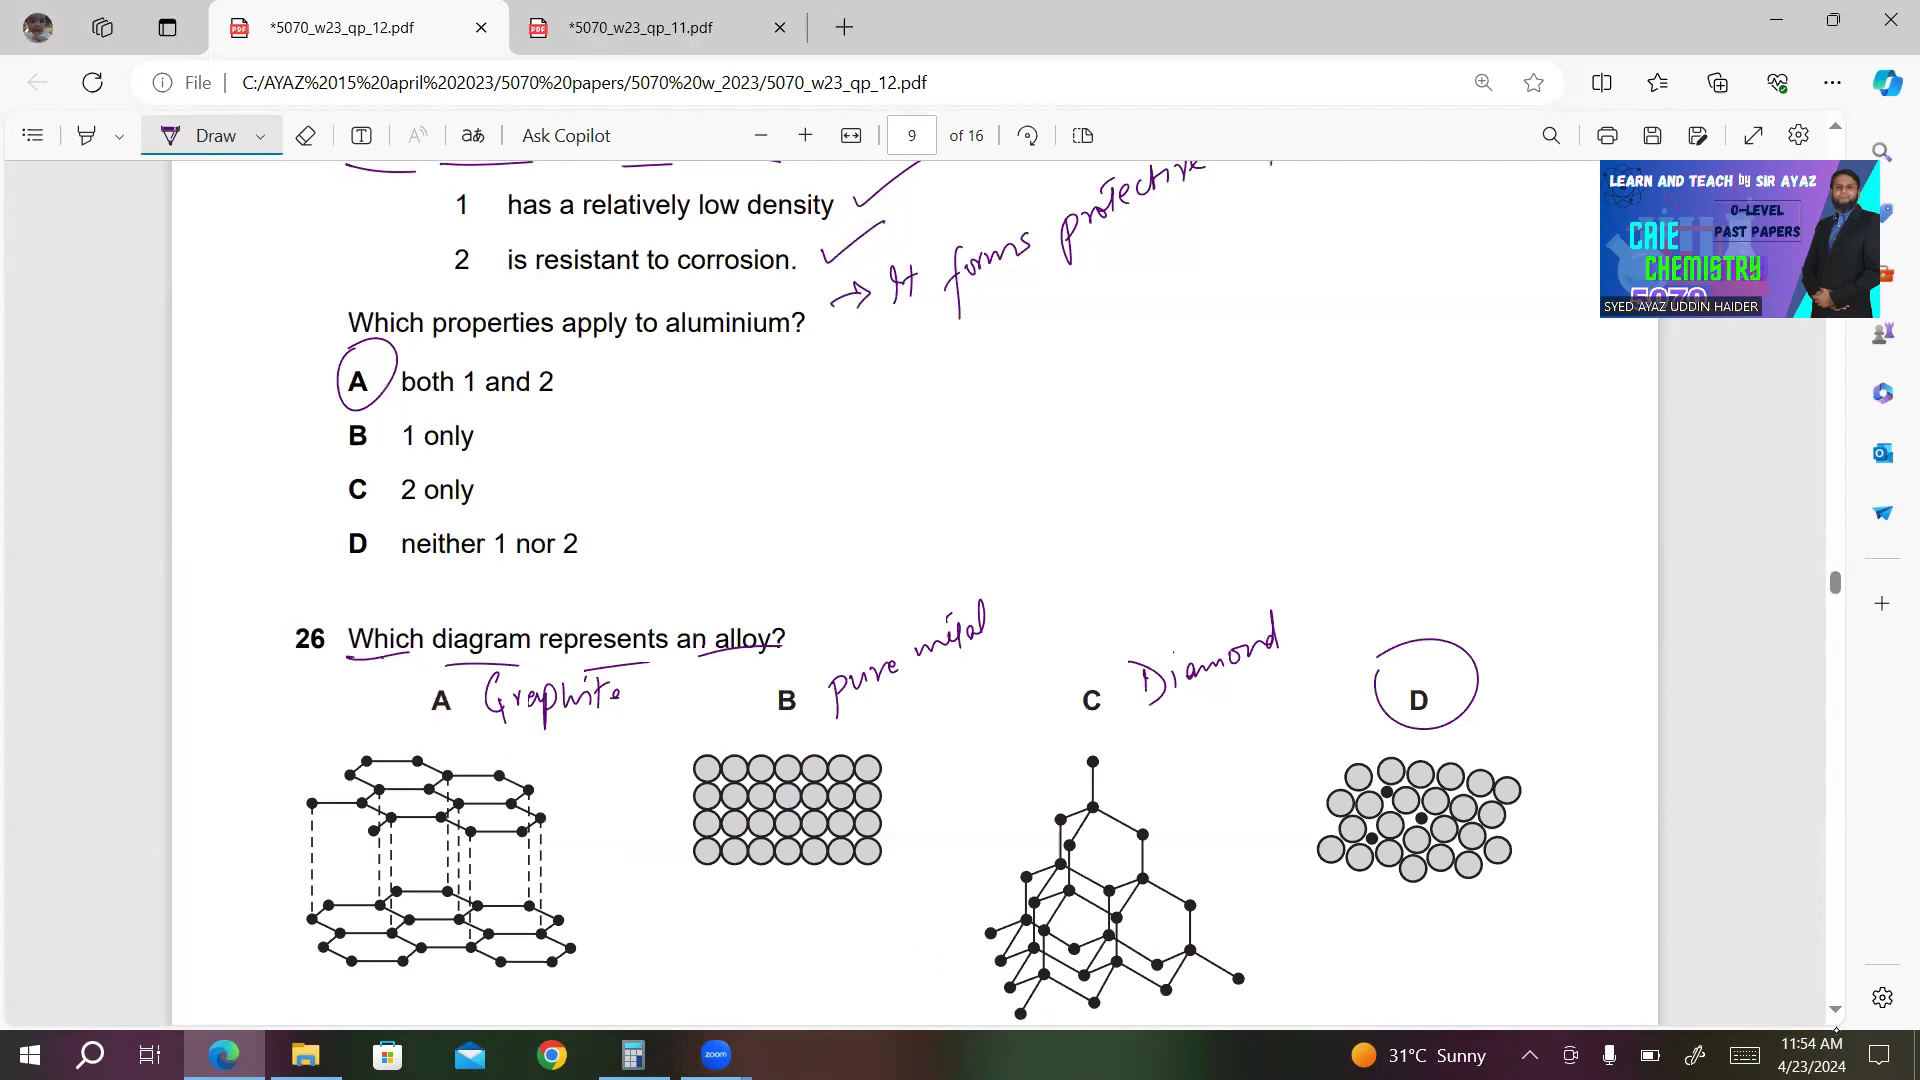 *5070_w23_qp_12.pdf
*5070_w23_qp_11.pdf
File
C:/AYAZ%2015%20april%202023/5070%20papers/5070%20w_2023/5070_w23_qp_12.pdf
Draw
aあ
Ask Copilot
9
of 16
1 has a relatively low density
2 is resistant to corrosion.
→ It forms protective
Which properties apply to aluminium?
A both 1 and 2
B 1 only
C 2 only
D neither 1 nor 2
26 Which diagram represents an alloy?
A Graphite
B pure metal
C Diamond
D
LEARN AND TEACH by SIR AYAZ
O-LEVEL
PAST PAPERS
CAIE
CHEMISTRY
5070
SYED AYAZ UDDIN HAIDER
zoom
31°C Sunny
11:54 AM
4/23/2024